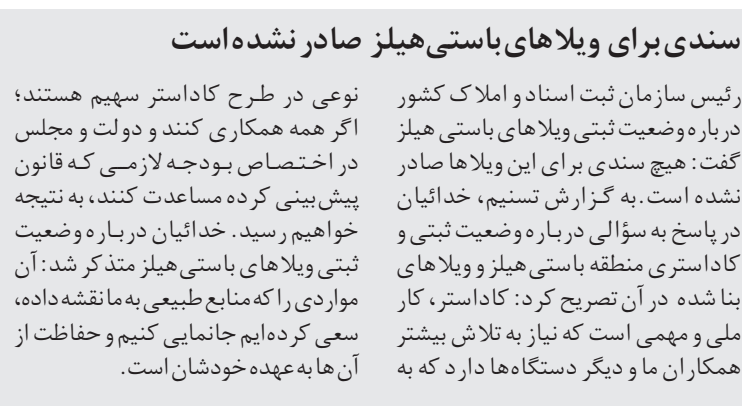 سندی برای ویلاهای باستی‌هیلز صادر نشده است
رئیس سازمان ثبت اسناد و املاک کشور
درباره وضعیت ثبتی ویلاهای باستی هیلز
گفت: هیچ سندی برای این ویلاها صادر
نشده است. به گزارش تسنیم، خدائیان
در پاسخ به سؤالی درباره وضعیت ثبتی و
کاداستری منطقه باستی هیلز و ویلاهای
بنا شده در آن تصریح کرد: کاداستر، کار
ملی و مهمی است که نیاز به تلاش بیشتر
همکاران ما و دیگر دستگاه‌ها دارد که به
نوعی در طرح کاداستر سهیم هستند؛
اگر همه همکاری کنند و دولت و مجلس
در اختصاص بودجه لازمی که قانون
پیش‌بینی کرده مساعدت کنند، به نتیجه
خواهیم رسید. خدائیان درباره وضعیت
ثبتی ویلاهای باستی هیلز متذکر شد: آن
مواردی را که منابع طبیعی به ما نقشه داده،
سعی کرده‌ایم جانمایی کنیم و حفاظت از
آن ها به عهده خودشان است.